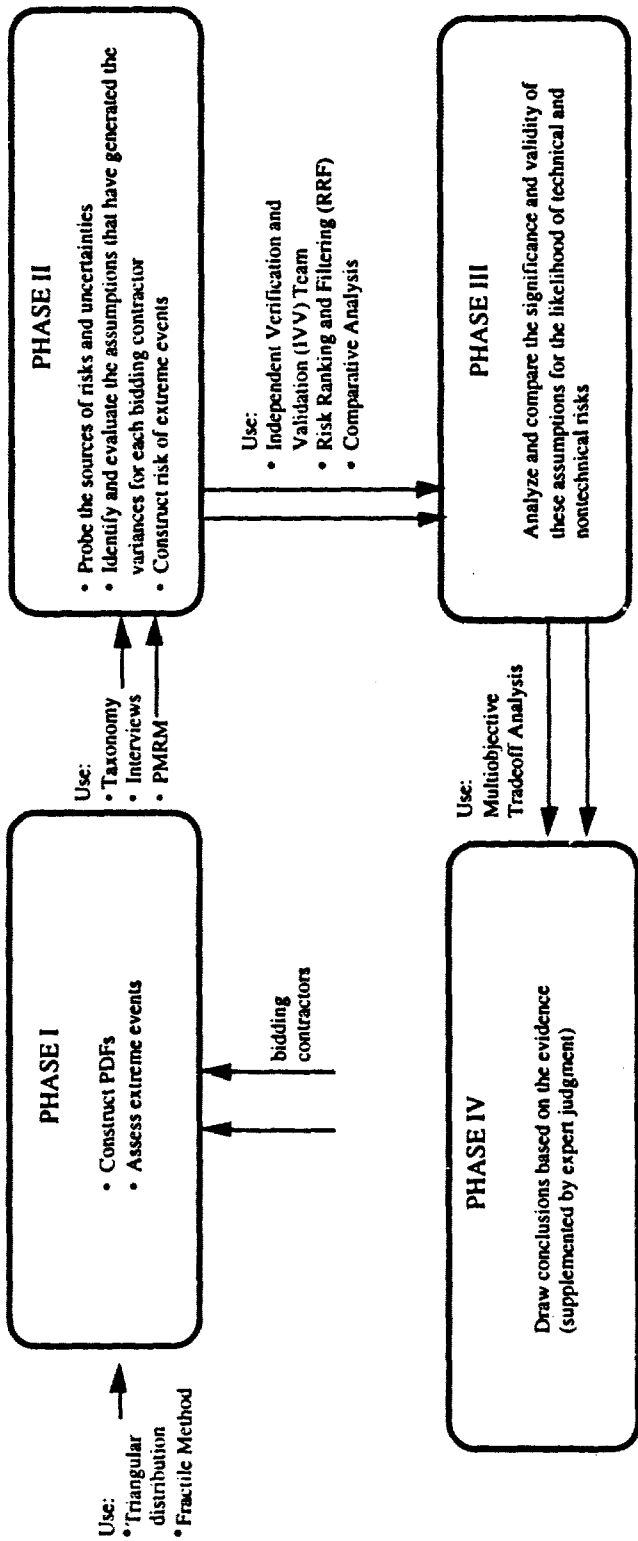 Use:
• Triangular
distribution
• Fractile Method
PHASE I
• Construct PDFs
• Assess extreme events
bidding
contractors
Use:
• Taxonomy
• Interviews
• PMRM
PHASE II
• Probe the sources of risks and uncertainties
• Identify and evaluate the assumptions that have generated the
variances for each bidding contractor
• Construct risk of extreme events
Use:
• Independent Verification and
Validation (IVV) Team
• Risk Ranking and Filtering (RRF)
• Comparative Analysis
PHASE III
Analyze and compare the significance and validity of
these assumptions for the likelihood of technical and
nontechnical risks
Use:
Multiobjective
Tradeoff Analysis
PHASE IV
Draw conclusions based on the evidence
(supplemented by expert judgment)